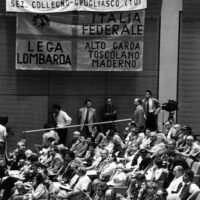 SEZ. COLLEGNO-GRUGLIASCO (TO)
ITALIA
FEDERALE
LEGA
LOMBARDA
ALTO GARDA
TOSCOLANO
MADERNO